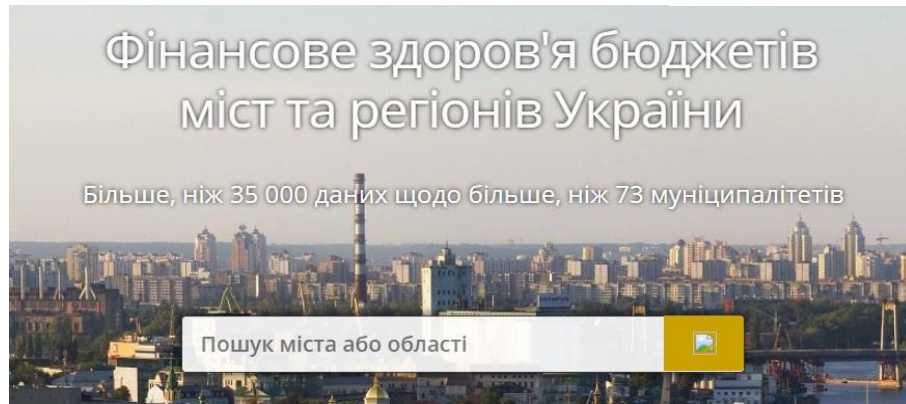 Фінансове здоров'я бюджетів
міст та регіонів України
Більше, ніж 35 000 даних щодо більше, ніж 73 муніципалітетів
Пошук міста або області